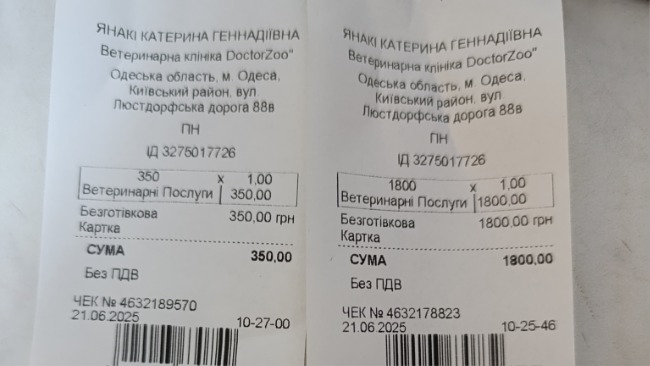 ЯНАКІ КАТЕРИНА ГЕННАДІЇВНА
Ветеринарна клініка DoctorZoo"
Одеська область, м. Одеса,
Київський район, вул
Люстдорфська дорога 88в
ПН
ІД 3275017726
350 x 1,00
Ветеринарні Послуги | 350,00
Безготівкова 350,00 грн
Картка
СУМА 350,00
Без ПДВ
ЧЕК № 4632189570
21.06.2025 10-27-00
ЯНАКІ КАТЕРИНА ГЕННАДІЇВНА
Ветеринарна клініка DoctorZoo"
Одеська область, м. Одеса,
Київський район, вул
Люстдорфська дорога 88в
ПН
ІД 3275017726
1800 x 1,00
Ветеринарні Послуги | 1800,00
Безготівкова 1800,00 грн
Картка
СУМА 1800,00
Без ПДВ
ЧЕК № 4632178823
21.06.2025 10-25-46